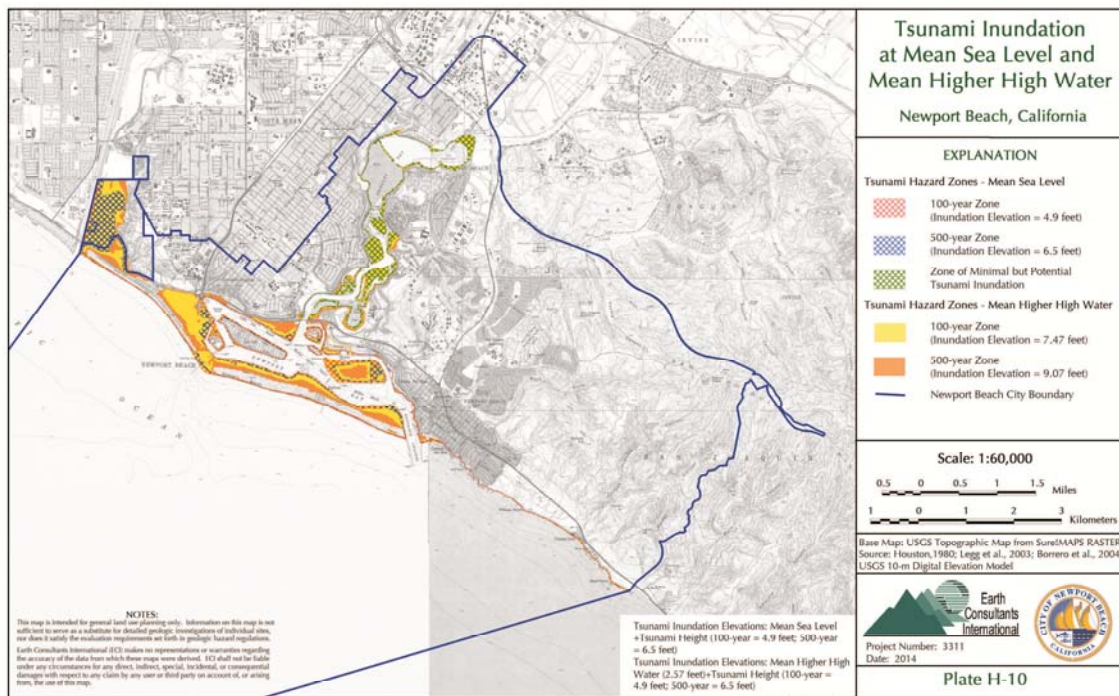 Tsunami Inundation
at Mean Sea Level and
Mean Higher High Water
Newport Beach, California
EXPLANATION
Tsunami Hazard Zones - Mean Sea Level
100-year Zone
(Inundation Elevation = 4.9 feet)
500-year Zone
(Inundation Elevation = 6.5 feet)
Zone of Minimal but Potential
Tsunami Inundation
Tsunami Hazard Zones - Mean Higher High Water
100-year Zone
(Inundation Elevation = 7.47 feet)
500-year Zone
(Inundation Elevation = 9.07 feet)
Newport Beach City Boundary
Scale: 1:60,000
0.5 0 0.5 1 1.5
Miles
1 0 1 2 3
Kilometers
Base Map: USGS Topographic Map from Sure!MAPS RASTER
Source: Houston,1980; Legg et al., 2003; Borrero et al., 2004
USGS 10-m Digital Elevation Model
Earth
Consultants
International
Project Number: 3311
Date: 2014
CITY OF NEWPORT BEACH
CALIFORNIA
Plate H-10
NEWPORT BEACH
OCEAN
IRVINE
NOTES:
This map is intended for general land use planning only. Information on this map is not
sufficient to serve as a substitute for detailed geologic investigations of individual sites,
nor does it satisfy the evaluation requirements set forth in geologic hazard regulations.
Earth Consultants International (ECI) makes no representations or warranties regarding
the accuracy of the data from which these maps were derived. ECI shall not be liable
under any circumstances for any direct, indirect, special, incidental, or consequential
damages with respect to any claim by any user or third party on account of, or arising
from, the use of this map.
Tsunami Inundation Elevations: Mean Sea Level
+Tsunami Height (100-year = 4.9 feet; 500-year
= 6.5 feet)
Tsunami Inundation Elevations: Mean Higher High
Water (2.57 feet)+Tsunami Height (100-year =
4.9 feet; 500-year = 6.5 feet)